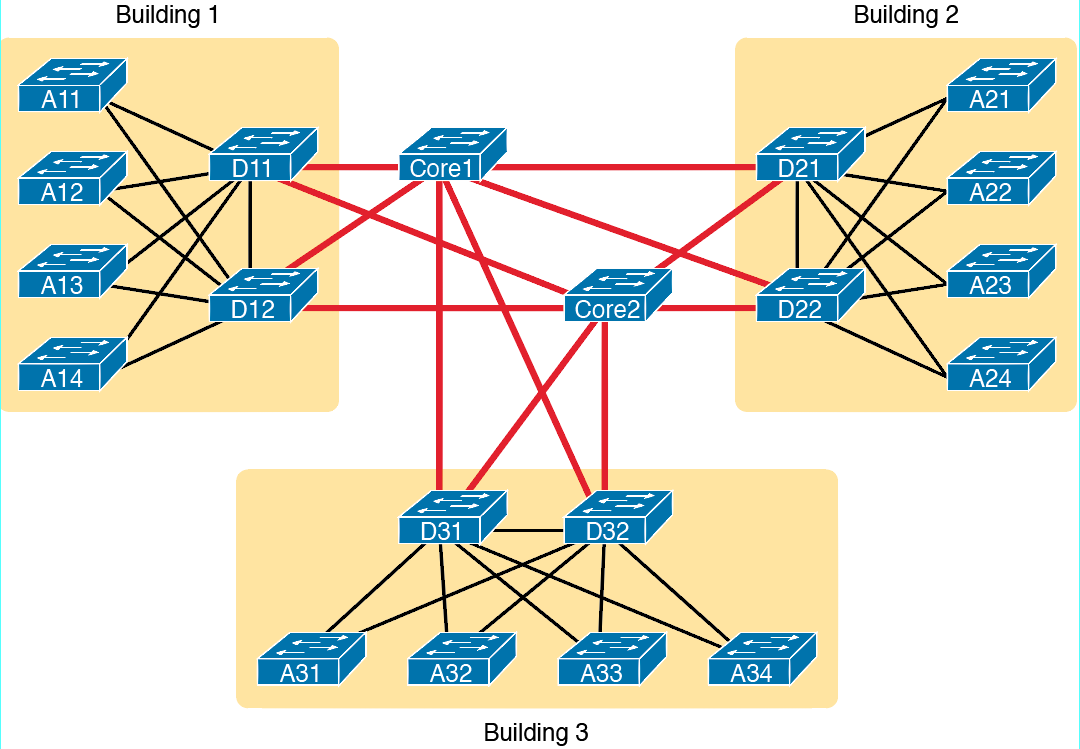 Building 1
Building 2
A11
A21
D11
Core1
D21
A12
A22
A13
A23
D12
Core2
D22
A14
A24
D31
D32
A31
A32
A33
A34
Building 3